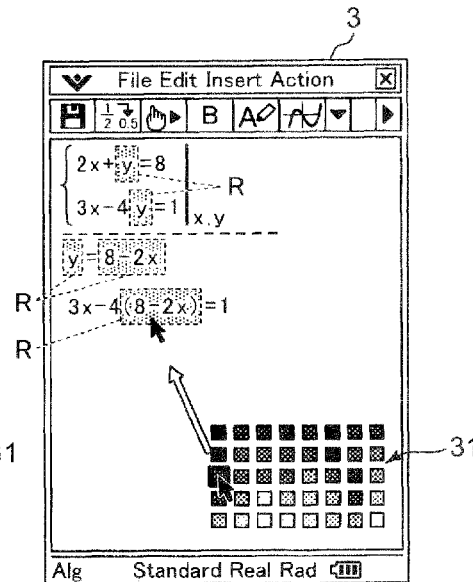 3
File Edit Insert Action
1/2 0.5 B A
2x+y=8
R
3x-4y=1
x,y
y=8-2x
R
3x-4(8-2x)=1
R
1
31
Alg Standard Real Rad